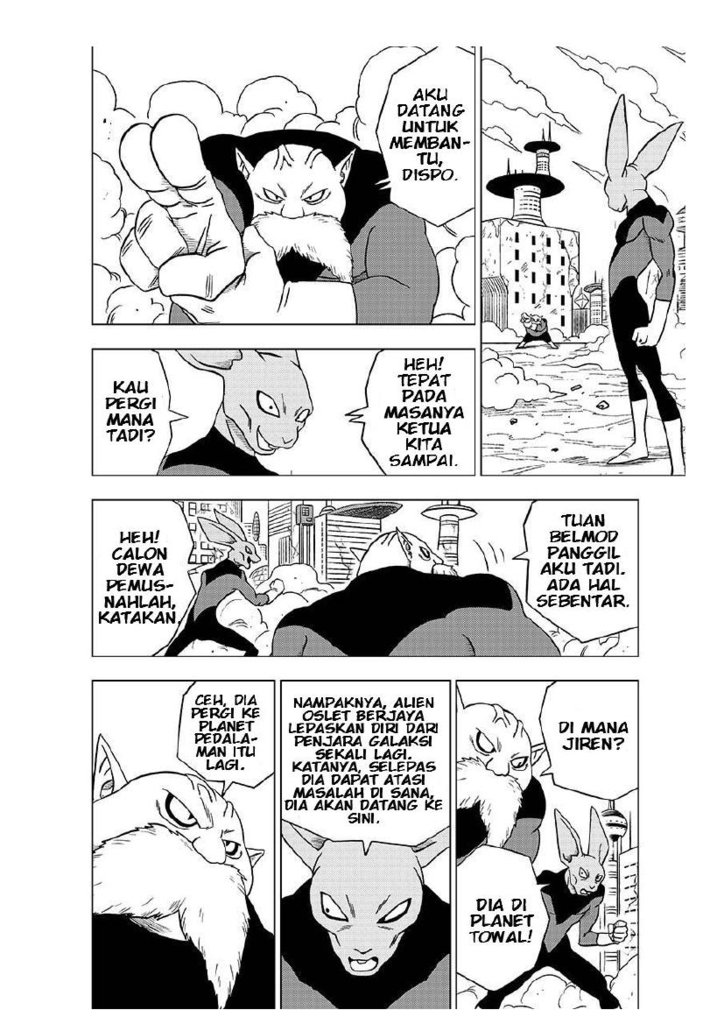 AKU
DATANG
UNTUK
MEMBAN-
TU,
DISPO.
HEH!
TEPAT
PADA
MASANYA
KETUA
KITA
SAMPAI.
KAU
PERGI
MANA
TADI?
TUAN
BELMOD
PANGGIL
AKU TADI.
ADA HAL
SEBENTAR.
HEH!
CALON
DEWA
PEMUS-
NAHLAH,
KATAKAN.
DI MANA
JIREN?
DIA DI
PLANET
TOWAL!
NAMPAKNYA, ALIEN
OSLET BERJAYA
LEPASKAN DIRI DARI
PENJARA GALAKSI
SEKALI LAGI.
KATANYA, SELEPAS
DIA DAPAT ATASI
MASALAH DI SANA,
DIA AKAN DATANG KE
SINI.
CEH, DIA
PERGI KE
PLANET
PEDALA-
MAN ITU
LAGI.